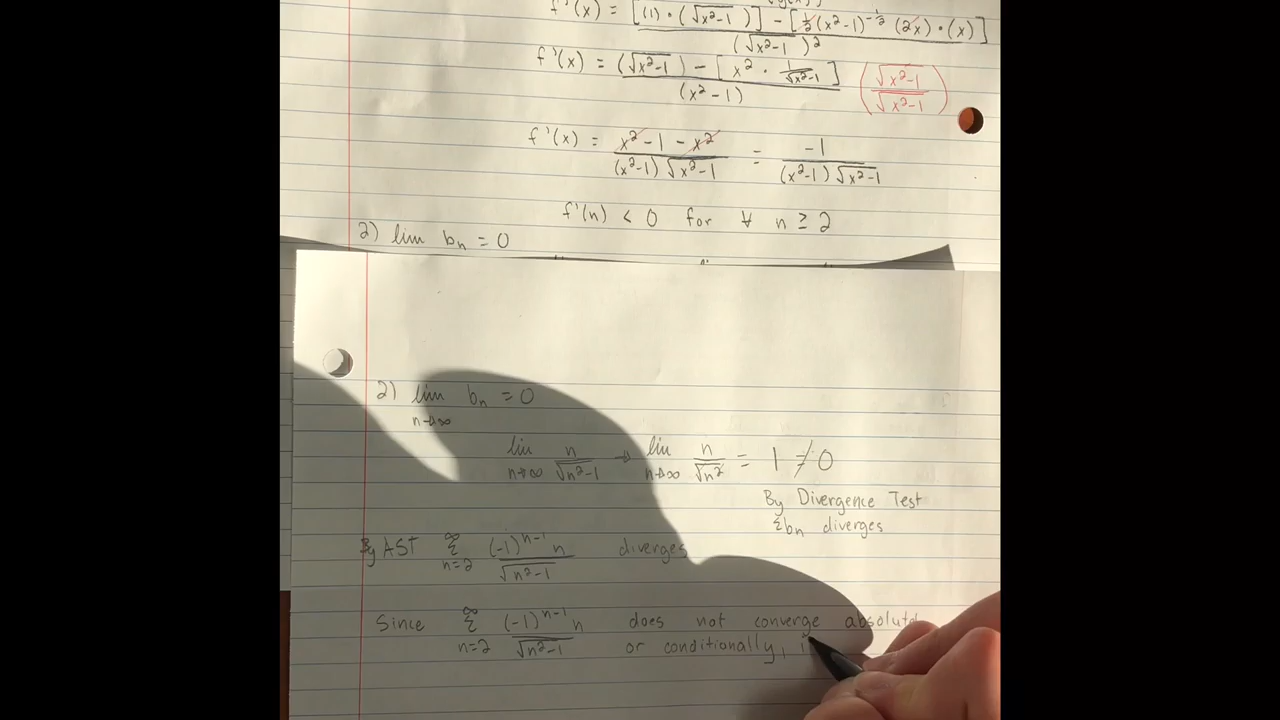 f'(x) = [(1)·(√x²-1)] - [½(x²-1)^-½ (2x)·(x)] / (√x²-1)²
f'(x) = (√x²-1) - [x² · 1/√x²-1] / (x²-1) (√x²-1/√x²-1)
f'(x) = x²-1-x² / (x²-1)√x²-1 = -1 / (x²-1)√x²-1
f'(n) < 0 for ∀ n ≥ 2
2) lim bn = 0
2) lim n→∞ bn = 0
lim n→∞ n/√n²-1 → lim n→∞ n/√n² = 1 ≠ 0
By Divergence Test
Σbn diverges
By AST ∞ Σ n=2 (-1)^n-1 n / √n²-1 diverges
Since ∞ Σ n=2 (-1)^n-1 n / √n²-1 does not converge
or conditionally,